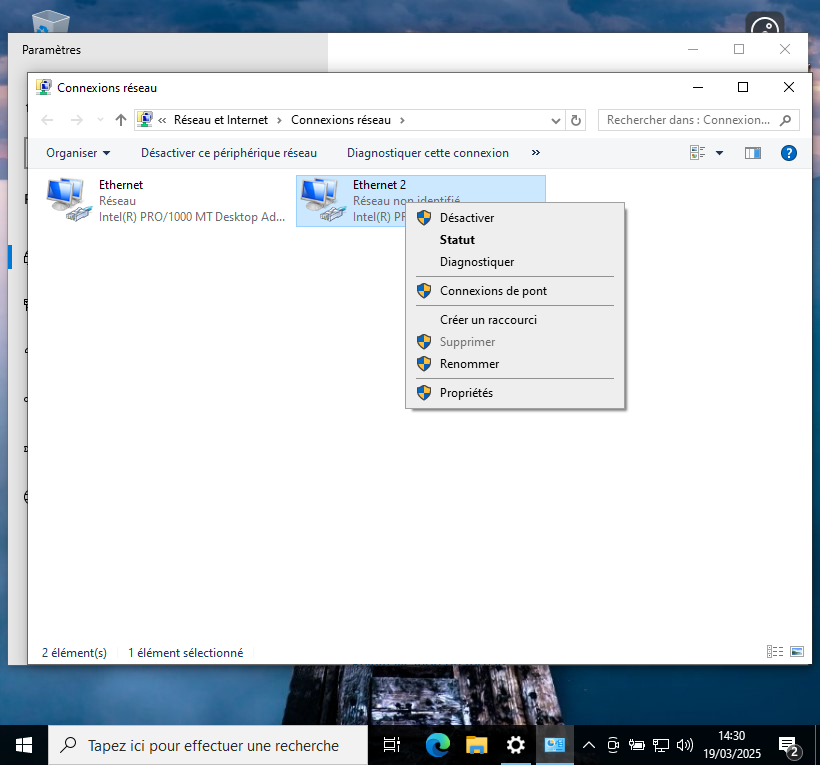 Paramètres
Connexions réseau
« Réseau et Internet > Connexions réseau >
Rechercher dans : Connexion...
Organiser
Désactiver ce périphérique réseau
Diagnostiquer cette connexion
»
Ethernet
Réseau
Intel(R) PRO/1000 MT Desktop Ad...
Ethernet 2
Réseau non identifié
Intel(R) PR
Désactiver
Statut
Diagnostiquer
Connexions de pont
Créer un raccourci
Supprimer
Renommer
Propriétés
2 élément(s)
1 élément sélectionné
Tapez ici pour effectuer une recherche
14:30
19/03/2025
2